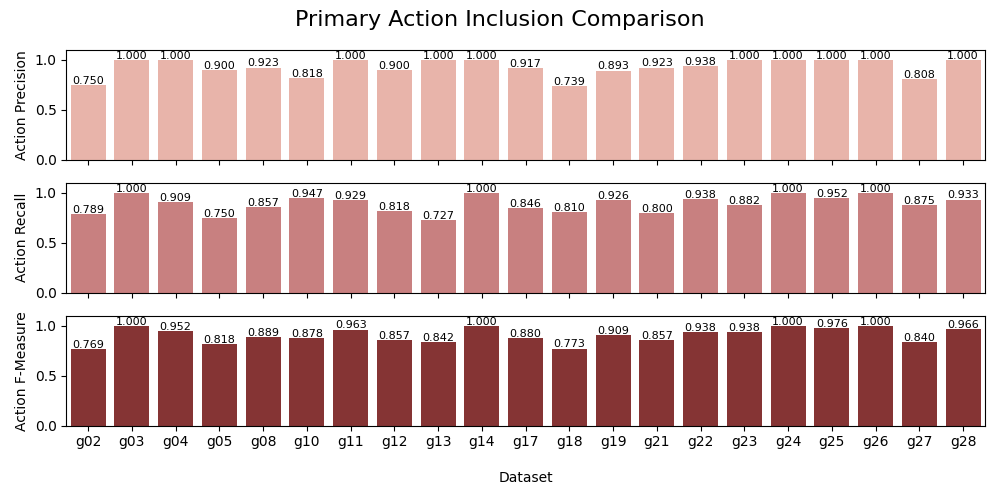 Primary Action Inclusion Comparison
Action Precision
1.0
0.5
0.0
0.750 1.000 1.000 0.900 0.923 0.818 1.000 0.900 1.000 1.000 0.917 0.739 0.893 0.923 0.938 1.000 1.000 1.000 1.000 0.808 1.000
Action Recall
1.0
0.5
0.0
0.789 1.000 0.909 0.750 0.857 0.947 0.929 0.818 0.727 1.000 0.846 0.810 0.926 0.800 0.938 0.882 1.000 0.952 1.000 0.875 0.933
Action F-Measure
1.0
0.5
0.0
0.769 1.000 0.952 0.818 0.889 0.878 0.963 0.857 0.842 1.000 0.880 0.773 0.909 0.857 0.938 0.938 1.000 0.976 1.000 0.840 0.966
g02 g03 g04 g05 g08 g10 g11 g12 g13 g14 g17 g18 g19 g21 g22 g23 g24 g25 g26 g27 g28
Dataset